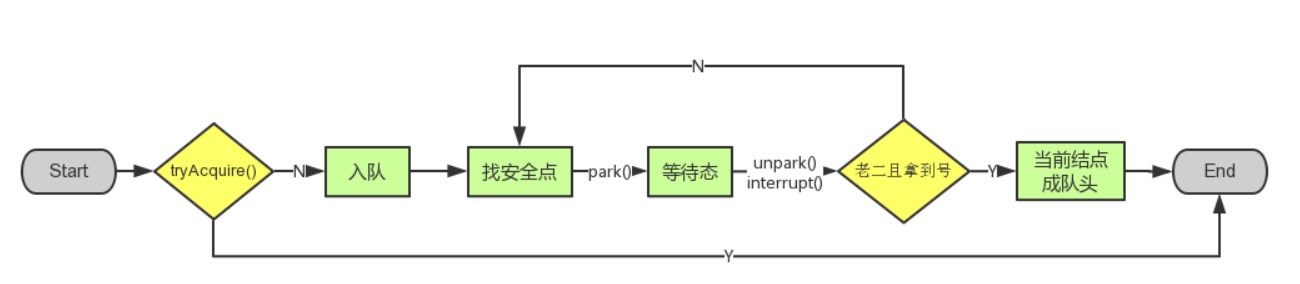 N
Start
tryAcquire()
N
入队
找安全点
park()
等待态
unpark()
interrupt()
老二且拿到号
Y
当前结点
成队头
End
Y